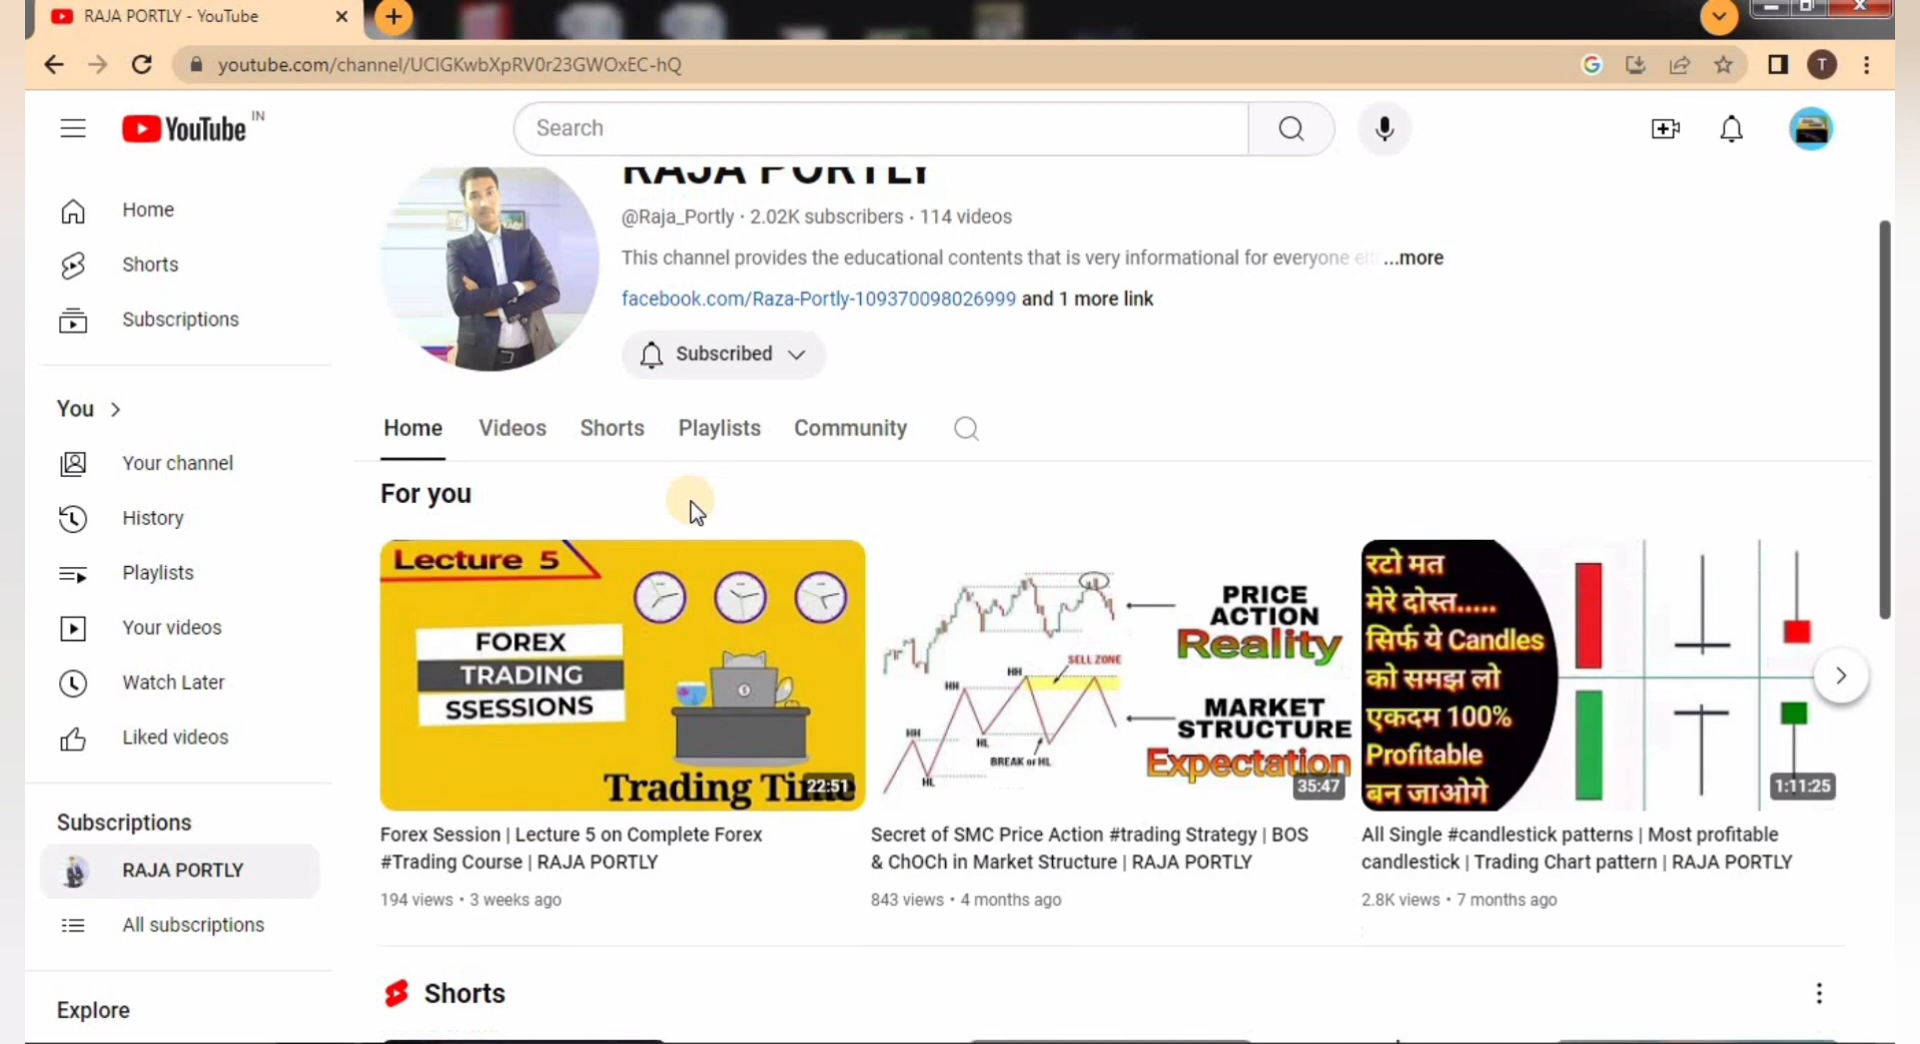 RAJA PORTLY - YouTube
youtube.com/channel/UCIGKwbXpRV0r23GWOxEC-hQ
T
YouTube IN
Search
Home
Shorts
Subscriptions
You
Your channel
History
Playlists
Your videos
Watch Later
Liked videos
Subscriptions
RAJA PORTLY
All subscriptions
Explore
RAJA PORTLY
@Raja_Portly · 2.02K subscribers · 114 videos
This channel provides the educational contents that is very informational for everyone ...more
facebook.com/Raza-Portly-109370098026999 and 1 more link
Subscribed
Home Videos Shorts Playlists Community
For you
Lecture 5
FOREX
TRADING
SSESSIONS
Trading Time
22:51
Forex Session | Lecture 5 on Complete Forex
#Trading Course | RAJA PORTLY
194 views • 3 weeks ago
PRICE
ACTION
Reality
SELL ZONE
HH
HH
HH
HL
HL
BREAK of HL
MARKET
STRUCTURE
Expectation
35:47
Secret of SMC Price Action #trading Strategy | BOS
& ChOCh in Market Structure | RAJA PORTLY
843 views • 4 months ago
रटो मत
मेरे दोस्त.....
सिर्फ ये Candles
को समझ लो
एकदम 100%
Profitable
बन जाओगे
1:11:25
All Single #candlestick patterns | Most profitable
candlestick | Trading Chart pattern | RAJA PORTLY
2.8K views • 7 months ago
Shorts